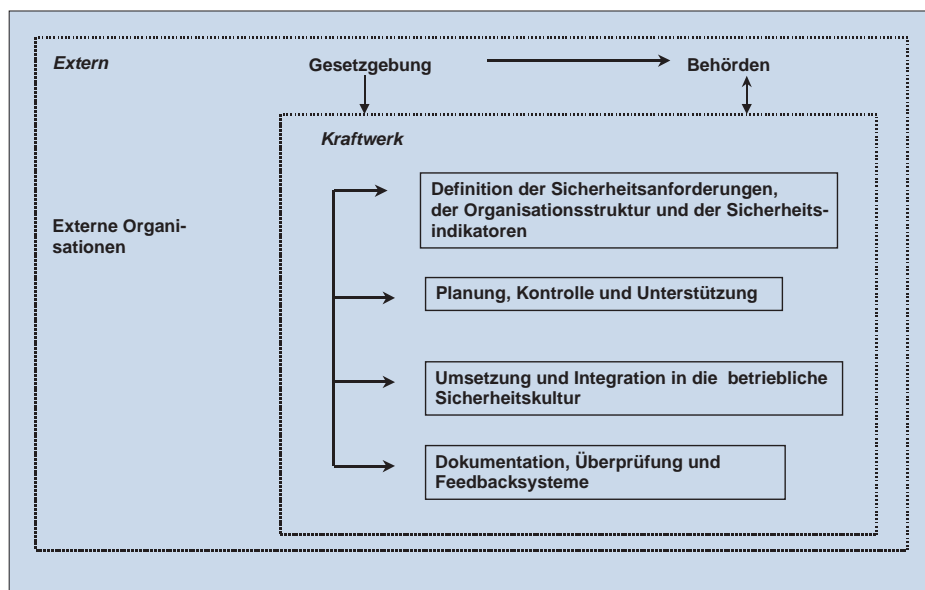 Extern
Gesetzgebung
Behörden
Kraftwerk
Externe Organi-
sationen
Definition der Sicherheitsanforderungen,
der Organisationsstruktur und der Sicherheits-
indikatoren
Planung, Kontrolle und Unterstützung
Umsetzung und Integration in die betriebliche
Sicherheitskultur
Dokumentation, Überprüfung und
Feedbacksysteme